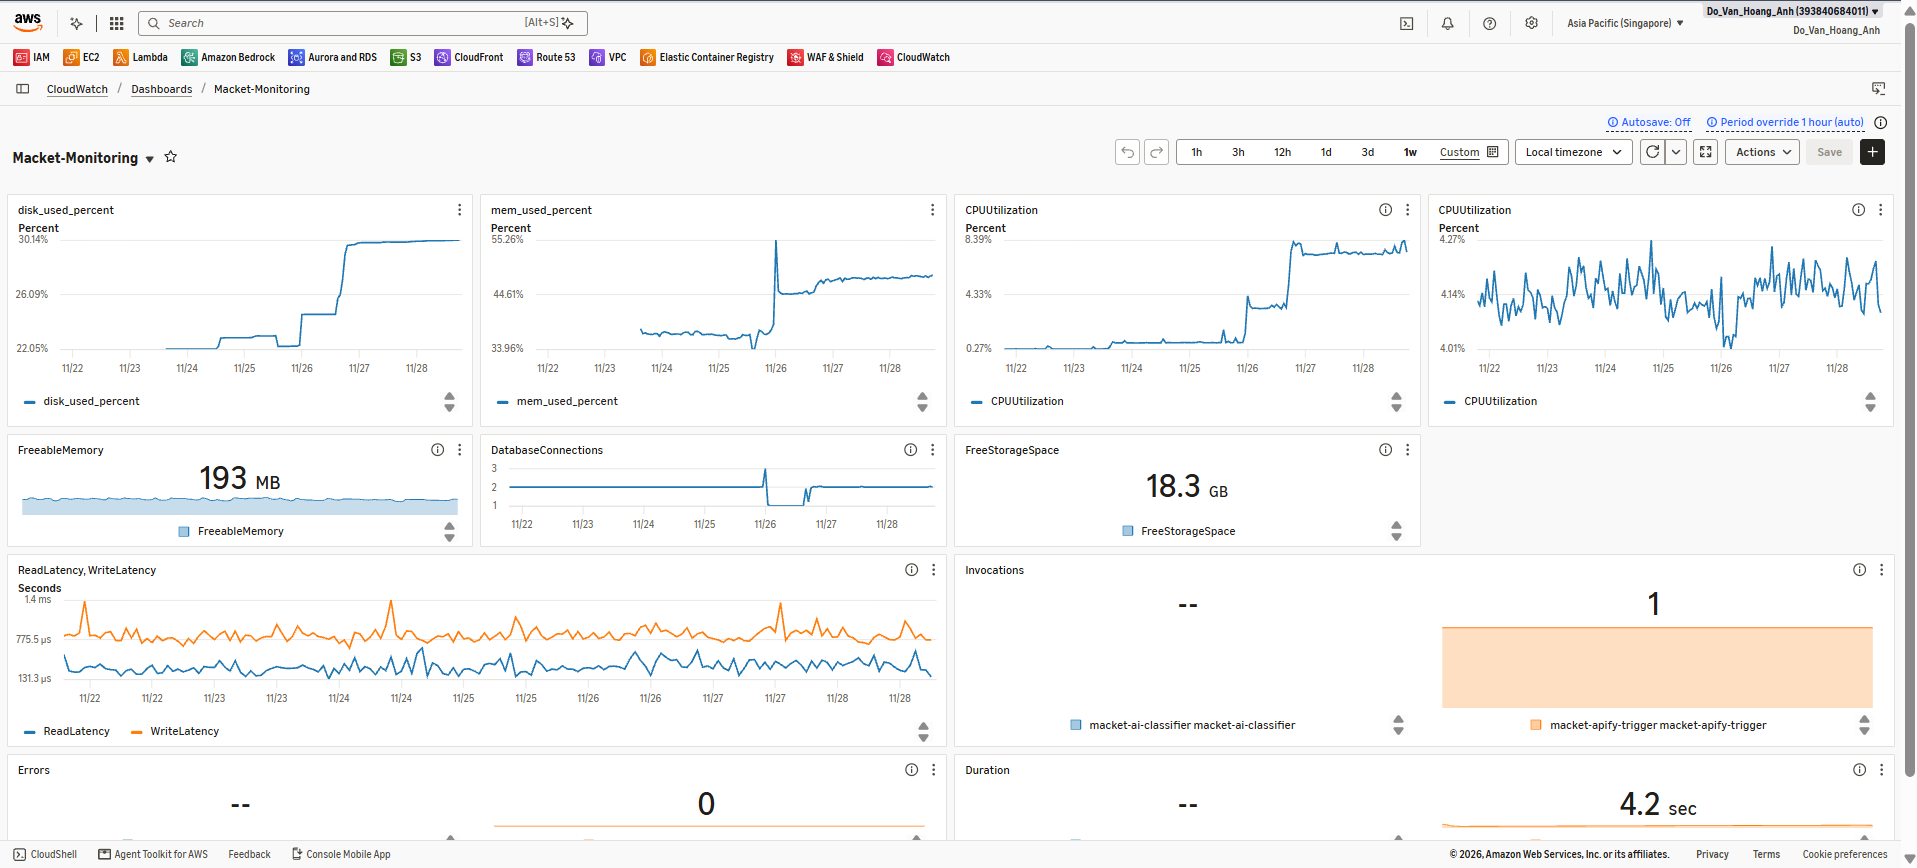 aws
Search [Alt+S]
Asia Pacific (Singapore)
Do_Van_Hoang_Anh (393840684011)
Do_Van_Hoang_Anh
IAM EC2 Lambda Amazon Bedrock Aurora and RDS S3 CloudFront Route 53 VPC Elastic Container Registry WAF & Shield CloudWatch
CloudWatch / Dashboards / Macket-Monitoring
Autosave: Off Period override 1 hour (auto)
Macket-Monitoring
1h 3h 12h 1d 3d 1w Custom Local timezone Actions Save +
disk_used_percent
Percent
30.14%
26.09%
22.05%
11/22 11/23 11/24 11/25 11/26 11/27 11/28
disk_used_percent
mem_used_percent
Percent
55.26%
44.61%
33.96%
11/22 11/23 11/24 11/25 11/26 11/27 11/28
mem_used_percent
CPUUtilization
Percent
8.39%
4.33%
0.27%
11/22 11/23 11/24 11/25 11/26 11/27 11/28
CPUUtilization
CPUUtilization
Percent
4.27%
4.14%
4.01%
11/22 11/23 11/24 11/25 11/26 11/27 11/28
CPUUtilization
FreeableMemory
193 MB
FreeableMemory
DatabaseConnections
3
2
1
11/22 11/23 11/24 11/25 11/26 11/27 11/28
FreeStorageSpace
18.3 GB
FreeStorageSpace
ReadLatency, WriteLatency
Seconds
1.4 ms
775.5 µs
131.3 µs
11/22 11/22 11/23 11/23 11/24 11/24 11/25 11/25 11/26 11/26 11/27 11/27 11/28 11/28
ReadLatency WriteLatency
Invocations
-- 1
macket-ai-classifier macket-ai-classifier macket-apify-trigger macket-apify-trigger
Errors
-- 0
Duration
-- 4.2 sec
CloudShell Agent Toolkit for AWS Feedback Console Mobile App
© 2026, Amazon Web Services, Inc. or its affiliates. Privacy Terms Cookie preferences